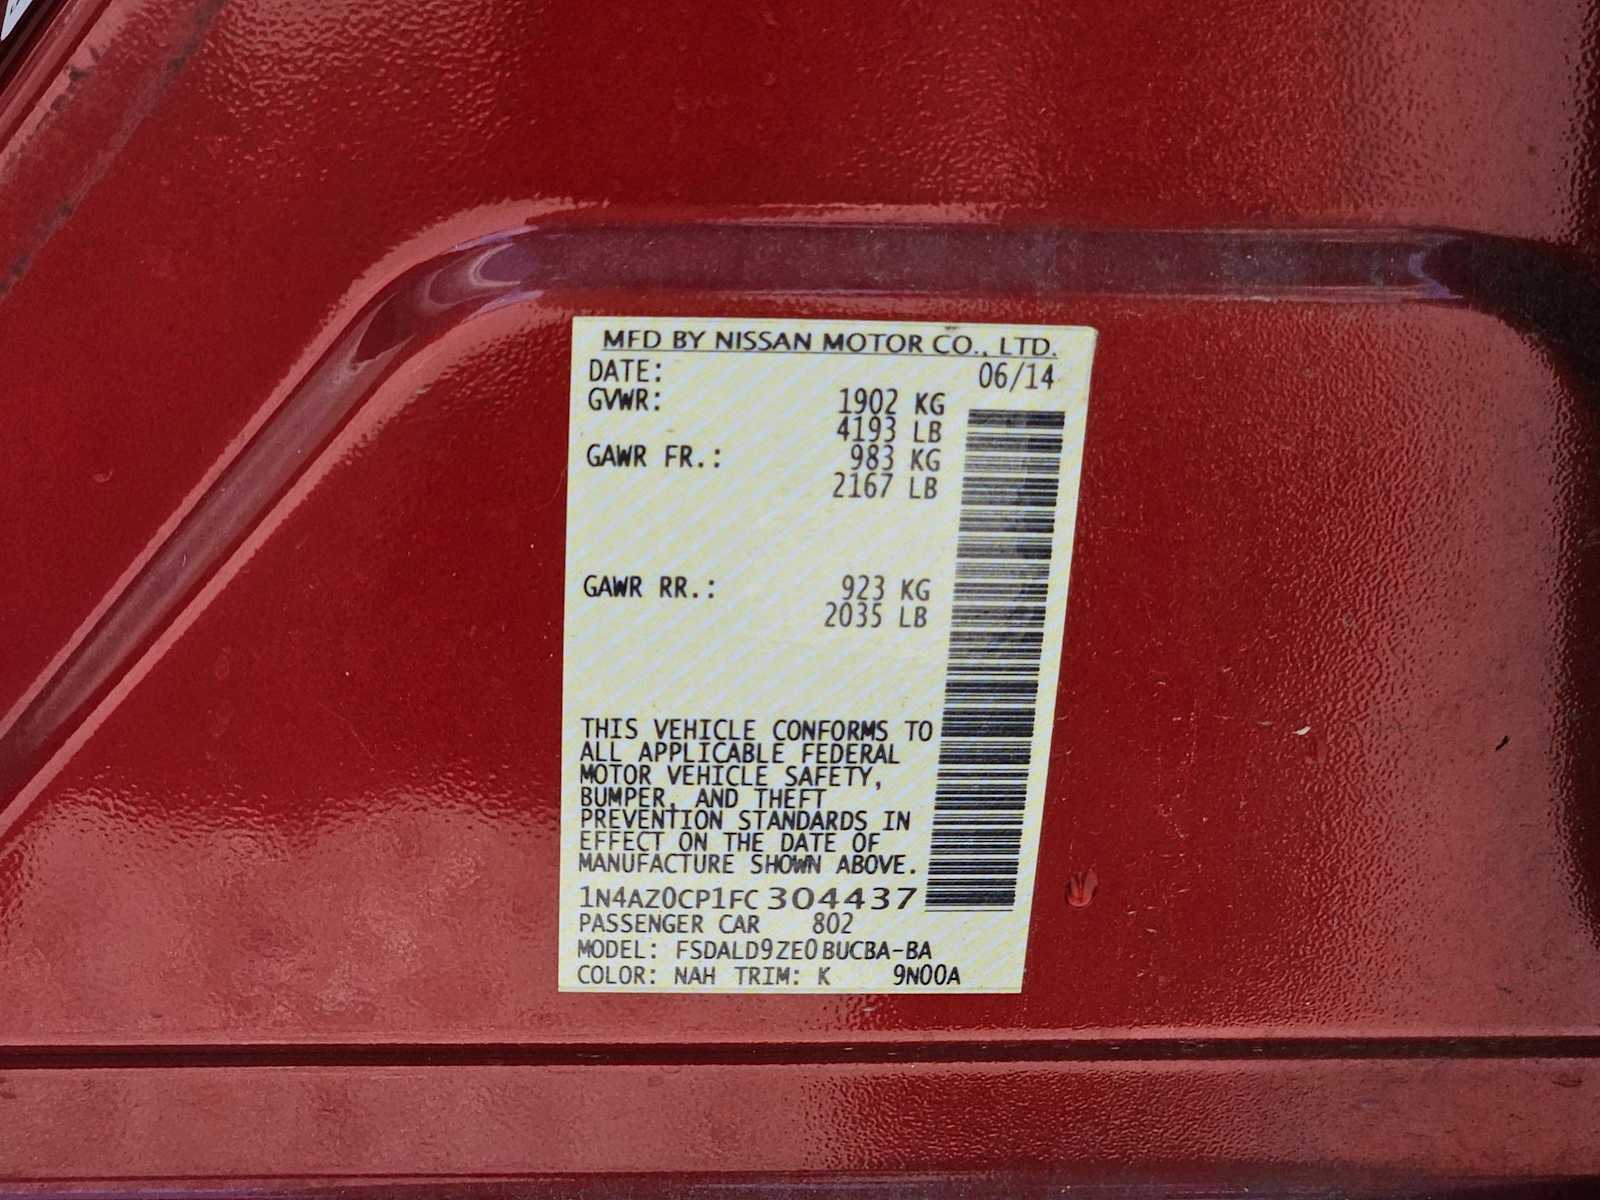 MFD BY NISSAN MOTOR CO., LTD.
DATE: 06/14
GVWR: 1902 KG
4193 LB
GAWR FR.: 983 KG
2167 LB
GAWR RR.: 923 KG
2035 LB
THIS VEHICLE CONFORMS TO
ALL APPLICABLE FEDERAL
MOTOR VEHICLE SAFETY,
BUMPER, AND THEFT
PREVENTION STANDARDS IN
EFFECT ON THE DATE OF
MANUFACTURE SHOWN ABOVE.
1N4AZ0CP1FC 304437
PASSENGER CAR 802
MODEL: FSDALD9ZE0BUCBA-BA
COLOR: NAH TRIM: K 9N00A